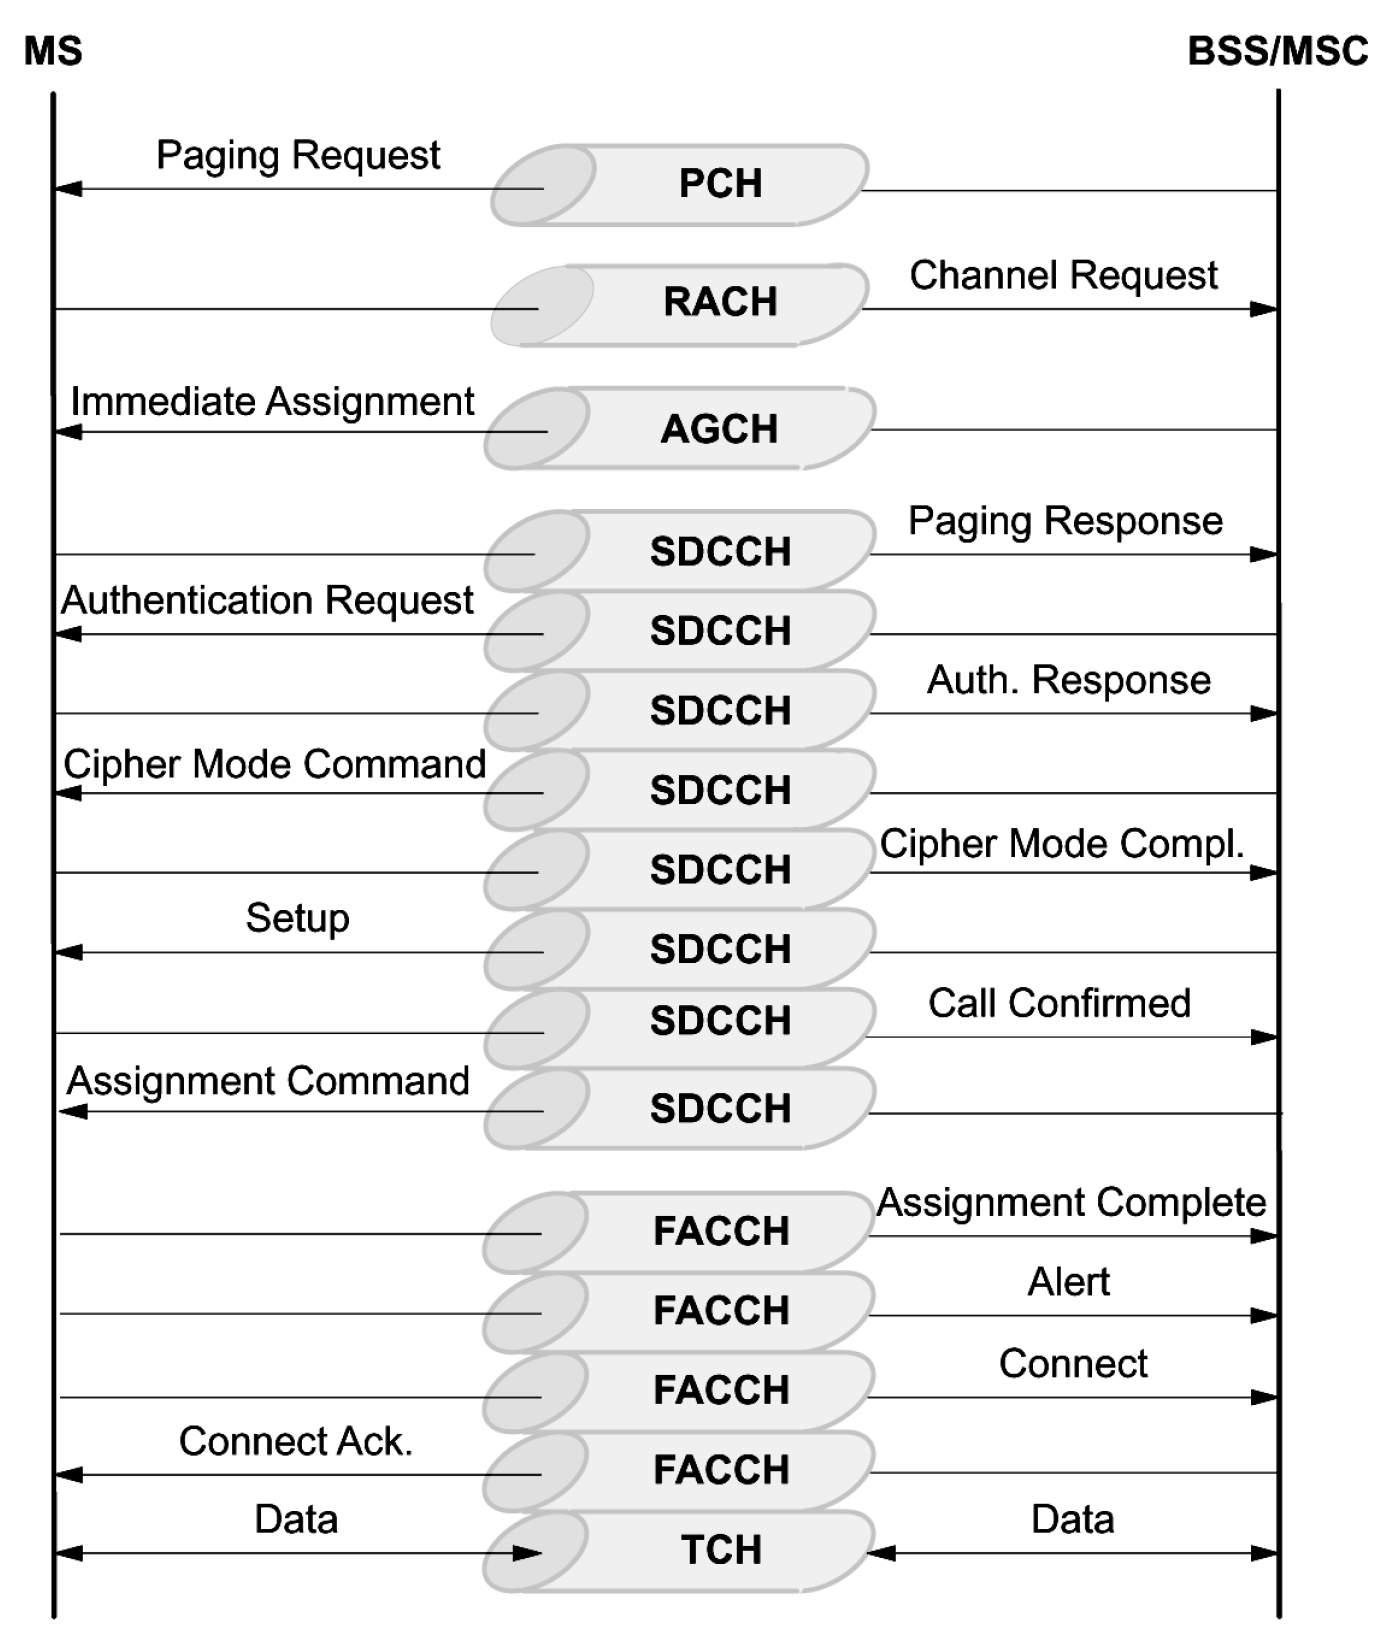 MS
BSS/MSC
Paging Request
PCH
RACH
Channel Request
Immediate Assignment
AGCH
SDCCH
Paging Response
Authentication Request
SDCCH
SDCCH
Auth. Response
Cipher Mode Command
SDCCH
SDCCH
Cipher Mode Compl.
Setup
SDCCH
SDCCH
Call Confirmed
Assignment Command
SDCCH
FACCH
Assignment Complete
FACCH
Alert
FACCH
Connect
Connect Ack.
FACCH
Data
TCH
Data